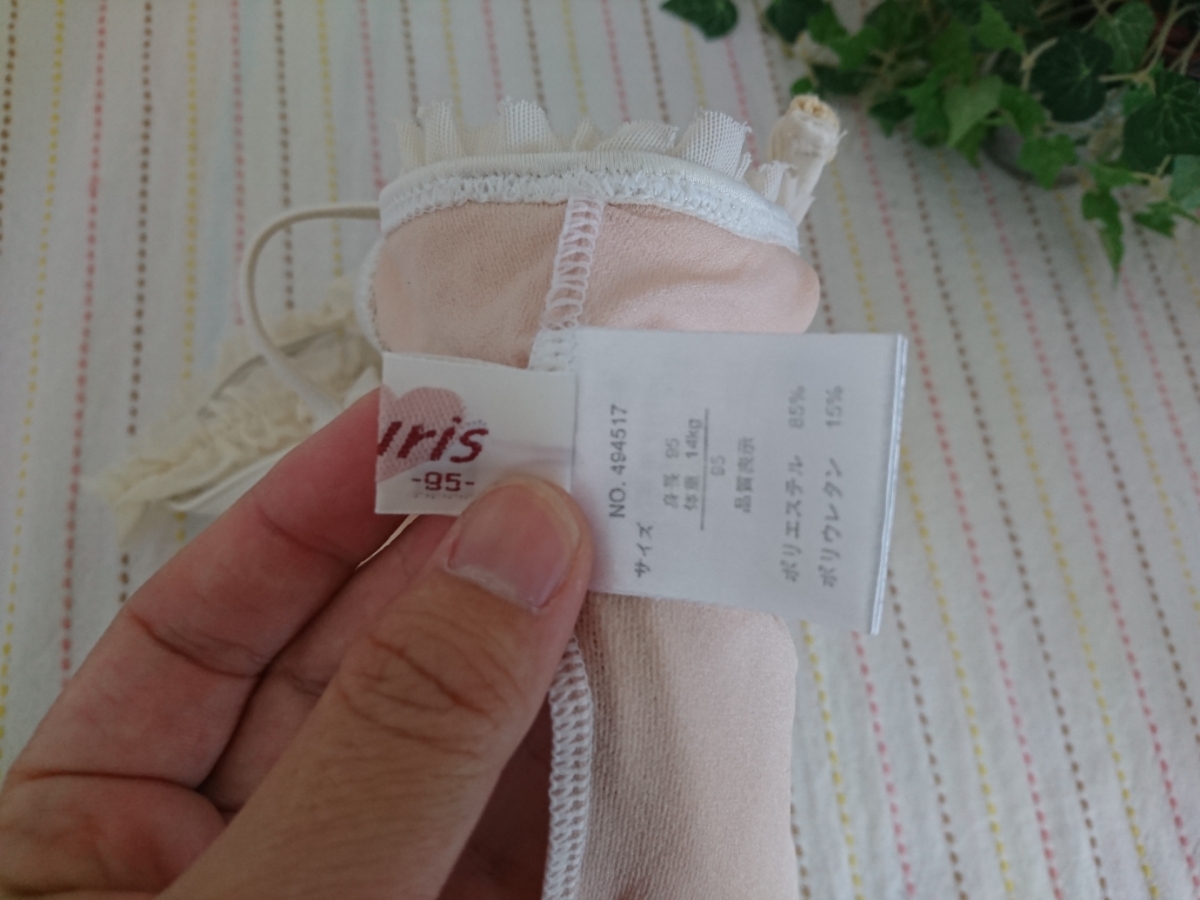 uris
-95-
NO. 494517
サイズ
身長 95
体重 14kg
95
品質表示
ポリエステル 85%
ポリウレタン 15%